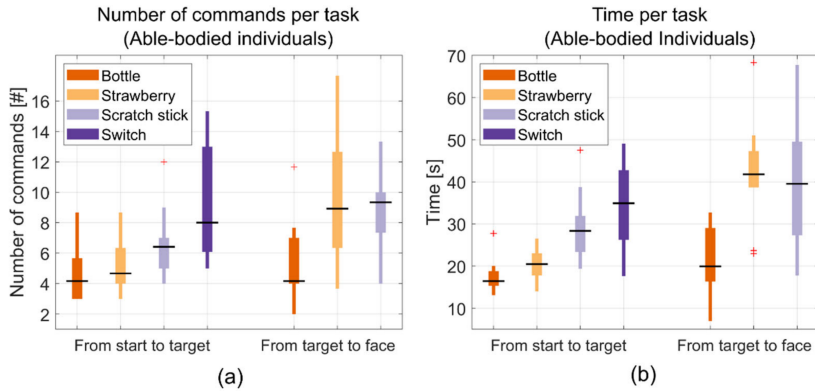 Number of commands per task
(Able-bodied individuals)
Number of commands [#]
16
14
12
10
8
6
4
2
Bottle
Strawberry
Scratch stick
Switch
From start to target
From target to face
(a)
Time per task
(Able-bodied Individuals)
Time [s]
70
60
50
40
30
20
10
Bottle
Strawberry
Scratch stick
Switch
From start to target
From target to face
(b)